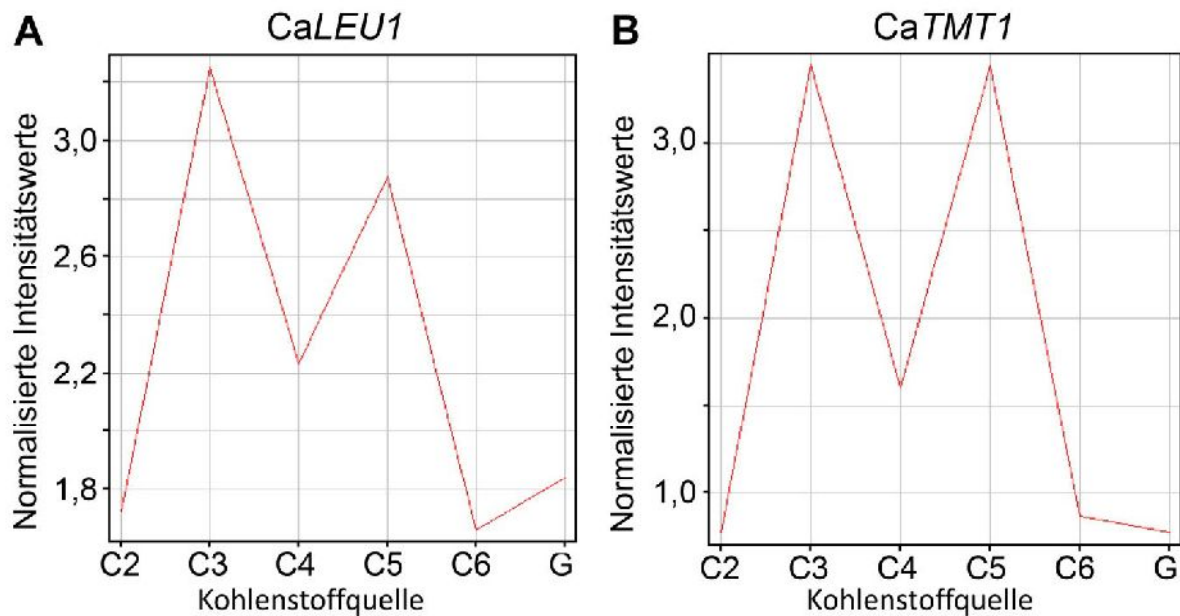 A
CaLEU1
Normalisierte Intensitätswerte
3,0
2,6
2,2
1,8
C2 C3 C4 C5 C6 G
Kohlenstoffquelle
B
CaTMT1
Normalisierte Intensitätswerte
3,0
2,0
1,0
C2 C3 C4 C5 C6 G
Kohlenstoffquelle